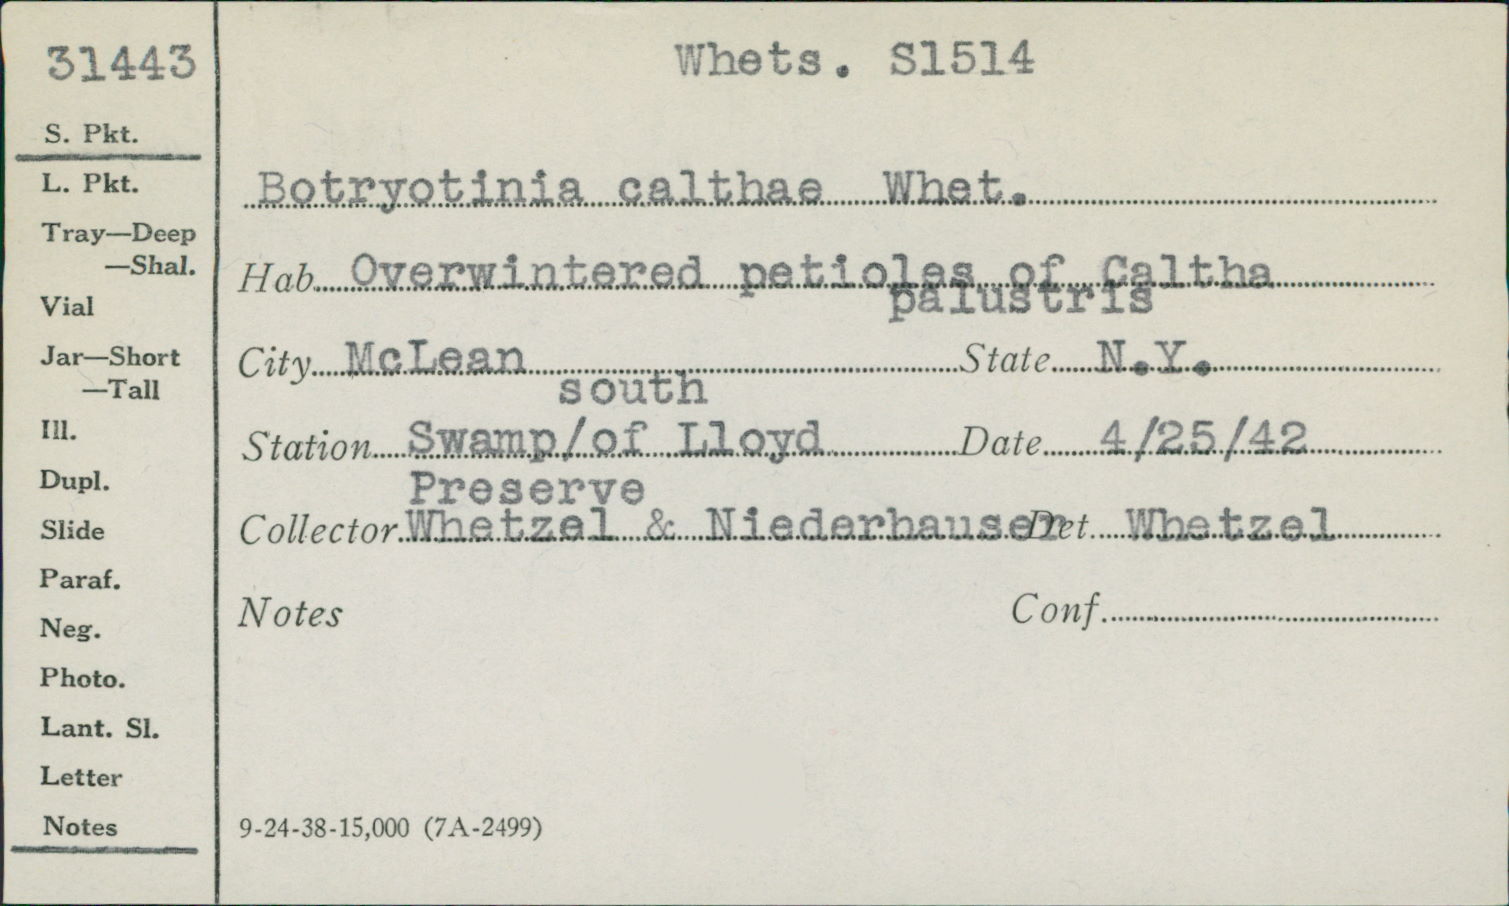 31443
Whets. S1514
S. Pkt.
L. Pkt.
Tray—Deep
—Shal.
Vial
Jar—Short
—Tall
Ill.
Dupl.
Slide
Paraf.
Neg.
Photo.
Lant. Sl.
Letter
Notes
Botryotinia calthae Whet.
Hab. Overwintered petioles of Caltha
palustris
City McLean State N.Y.
south
Station Swamp/of Lloyd Date 4/25/42
Preserve
Collector Whetzel & Niederhauser Det. Whetzel
Notes Conf.
9-24-38-15,000 (7A-2499)